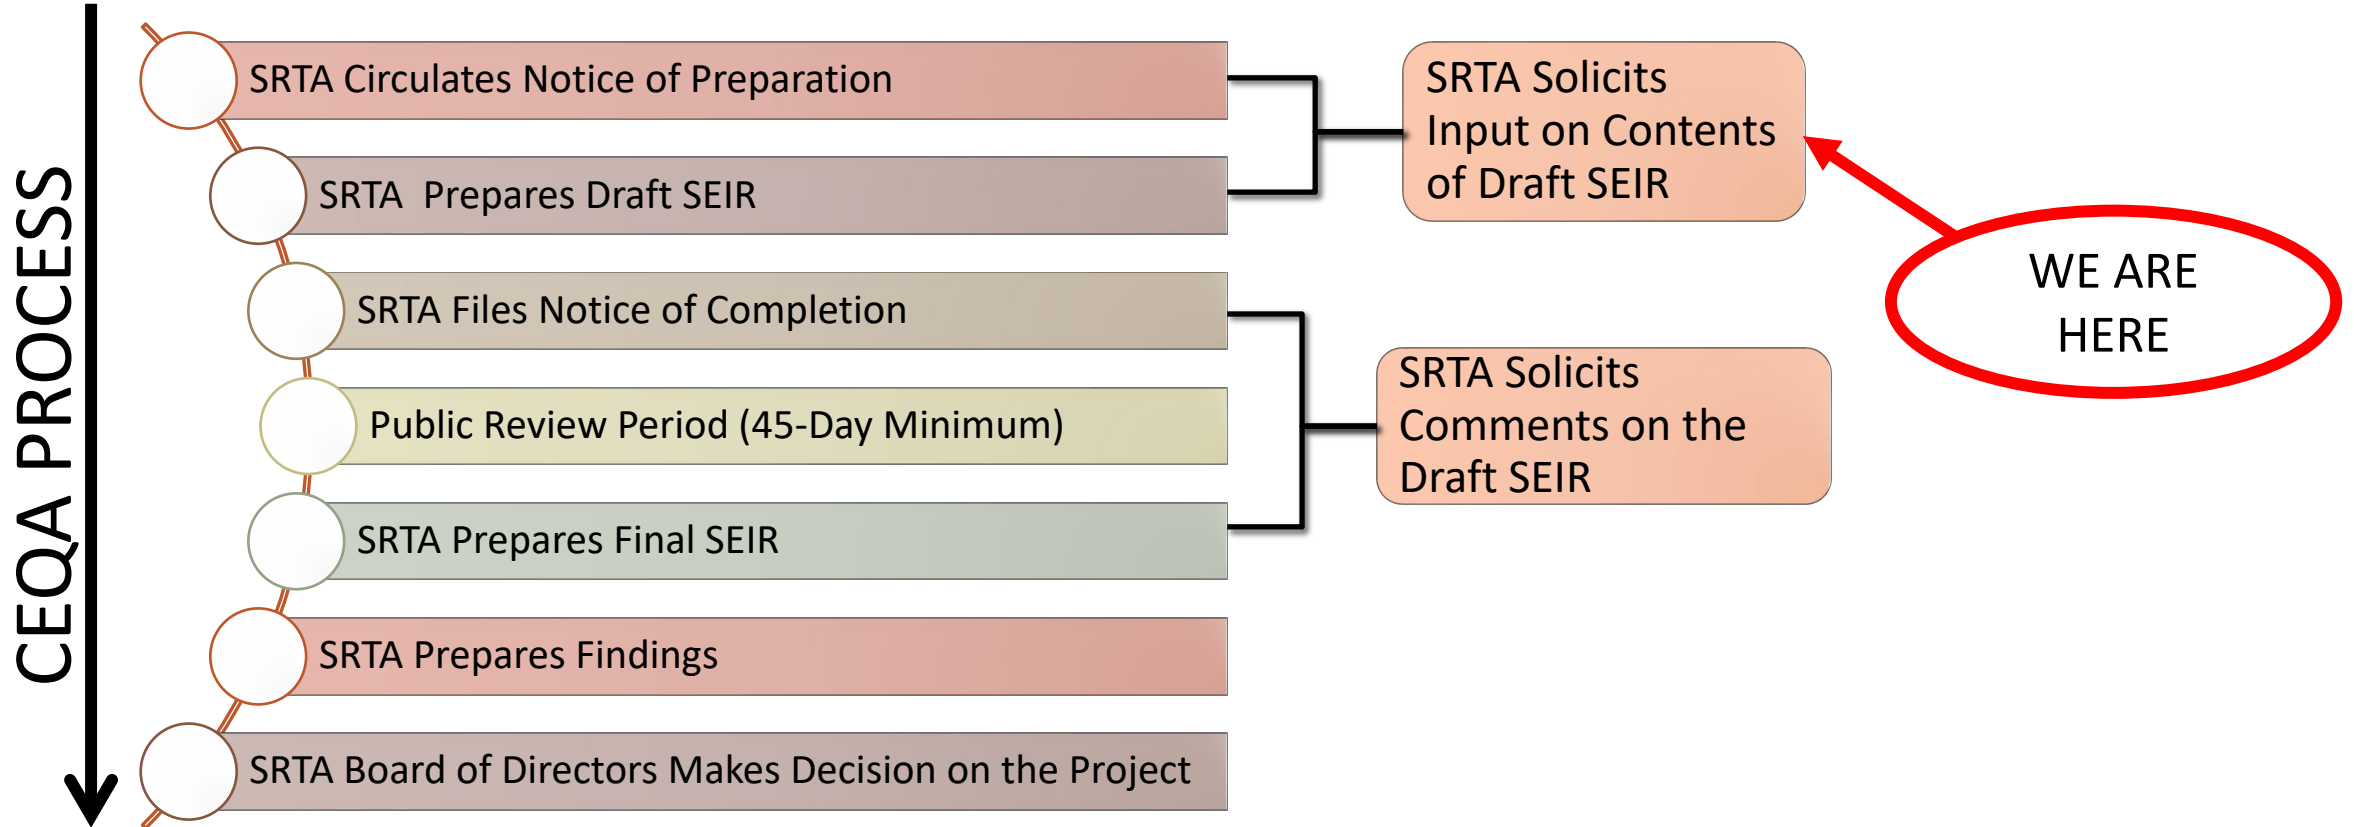 CEQA PROCESS
SRTA Circulates Notice of Preparation
SRTA Prepares Draft SEIR
SRTA Files Notice of Completion
Public Review Period (45-Day Minimum)
SRTA Prepares Final SEIR
SRTA Prepares Findings
SRTA Board of Directors Makes Decision on the Project
SRTA Solicits
Input on Contents
of Draft SEIR
SRTA Solicits
Comments on the
Draft SEIR
WE ARE
HERE